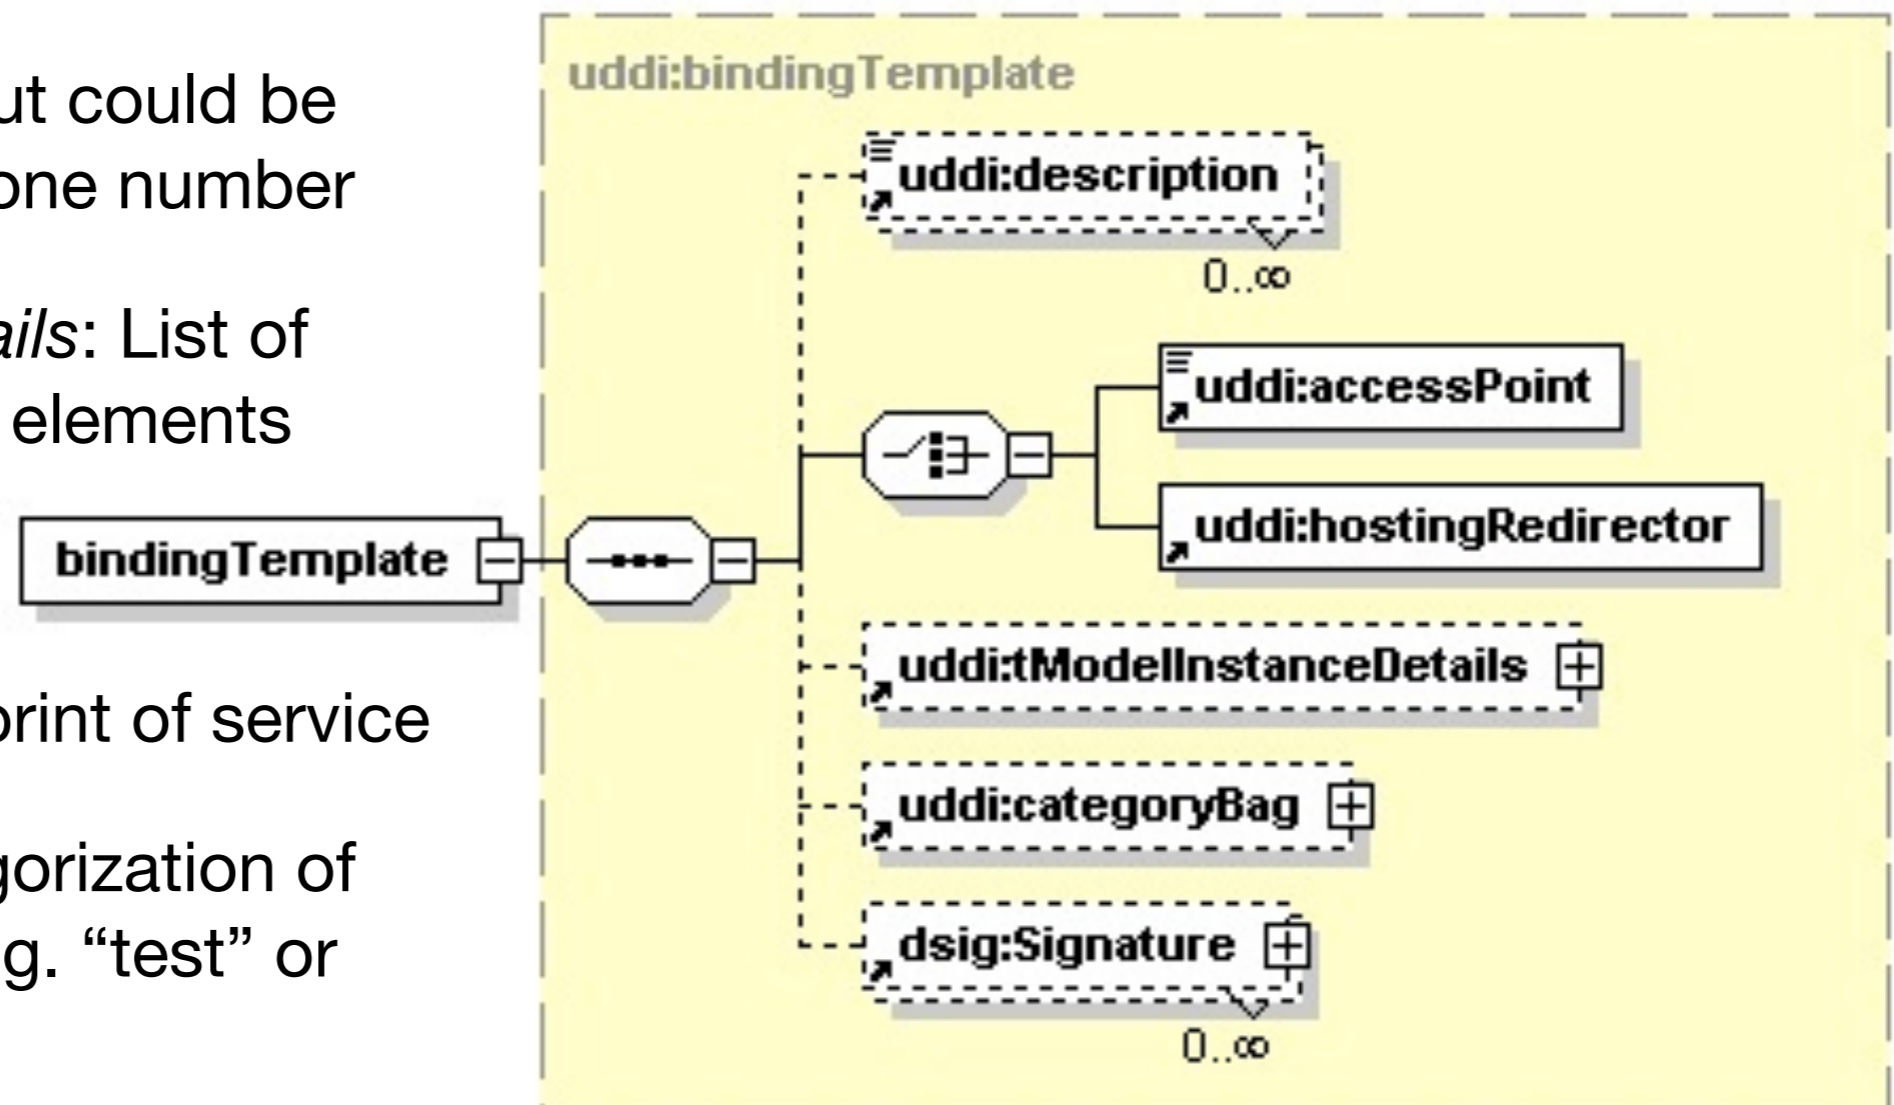 ut could be
one number
ails: List of
elements
print of service
gorization of
g. “test” or
uddi:bindingTemplate
uddi:description
0..∞
uddi:accessPoint
uddi:hostingRedirector
bindingTemplate
uddi:tModelInstanceDetails
uddi:categoryBag
dsig:Signature
0..∞